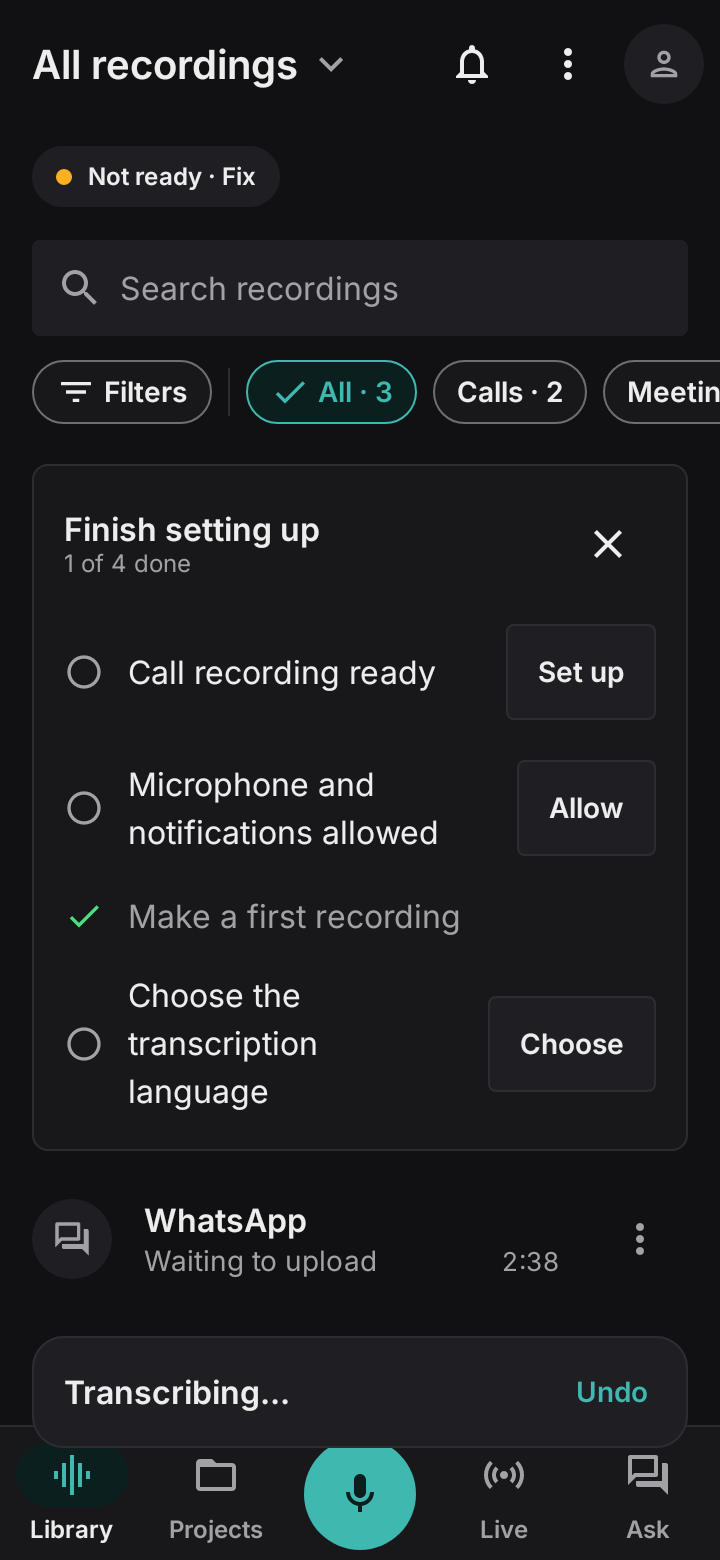 All recordings
Not ready · Fix
Search recordings
Filters
All · 3
Calls · 2
Meetin
Finish setting up
1 of 4 done
Call recording ready
Set up
Microphone and
notifications allowed
Allow
Make a first recording
Choose the
transcription
language
Choose
WhatsApp
Waiting to upload
2:38
Transcribing...
Undo
Library
Projects
Live
Ask